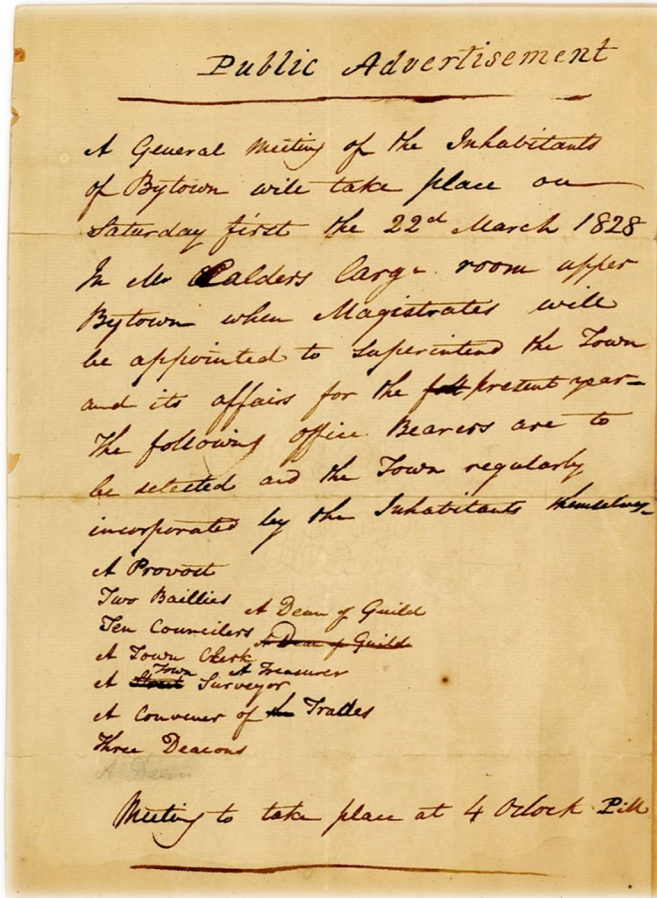 Public Advertisement
A General Meeting of the Inhabitants
of Bytown will take place on
Saturday first the 22d March 1828
In Mr Calders large room upper
Bytown when Magistrates will
be appointed to superintend the Town
and its affairs for the present year
The following office Bearers are to
be selected and the Town regularly
incorporated by the Inhabitants themselves
A Provost
Two Baillies A Dean of Guild
Ten Councilers A Dean of Guild
A Town Clerk A Treasurer
A Street Town Surveyor
A Convener of the Trades
Three Deacons
A Dean
Meeting to take place at 4 Oclock P.M